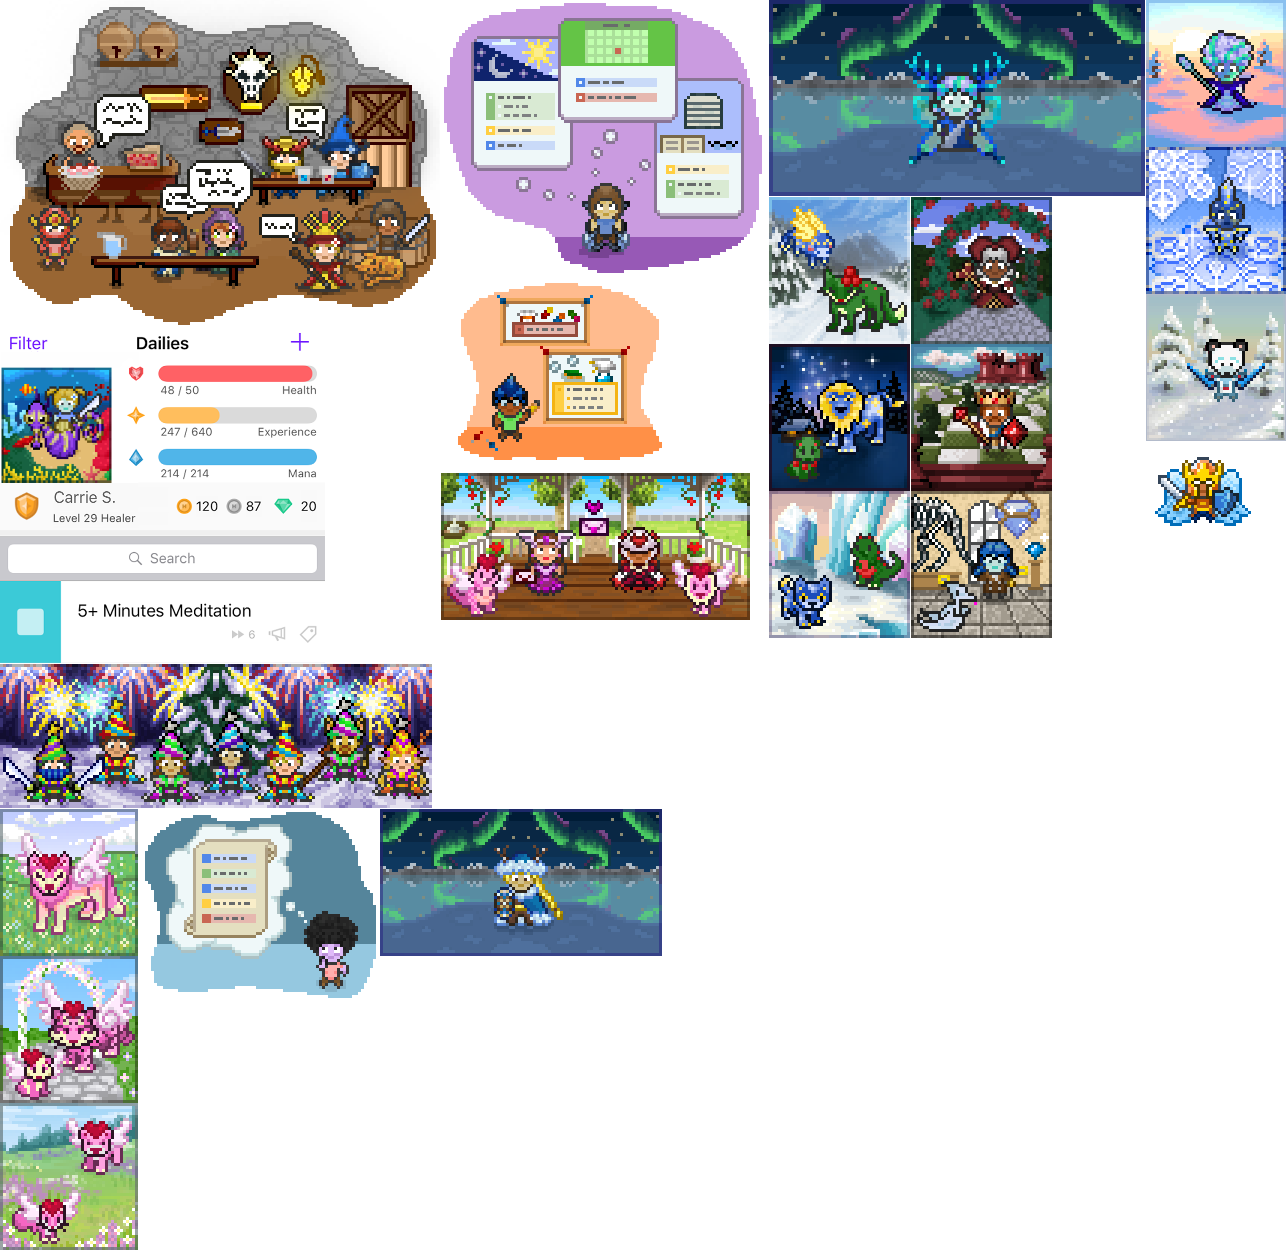 Filter
Dailies
48 / 50
Health
247 / 640
Experience
214 / 214
Mana
Carrie S.
Level 29 Healer
120
87
20
Search
5+ Minutes Meditation
6